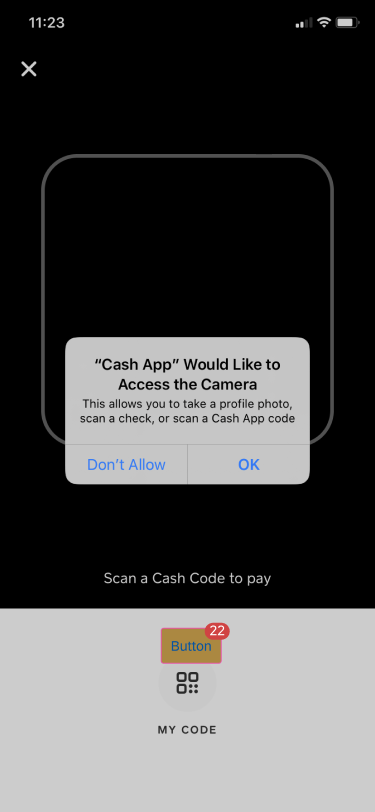 11:23
“Cash App” Would Like to
Access the Camera
This allows you to take a profile photo,
scan a check, or scan a Cash App code
Don’t Allow
OK
Scan a Cash Code to pay
22
Button
MY CODE